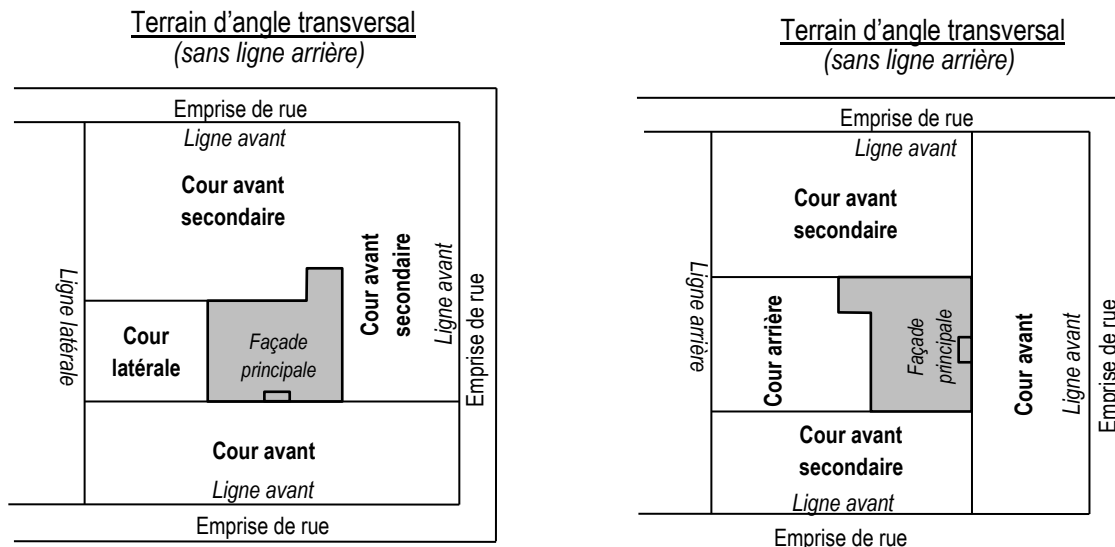 Terrain d'angle transversal
(sans ligne arrière)
Emprise de rue
Ligne avant
Cour avant
secondaire
Cour avant
secondaire
Ligne avant
Emprise de rue
Ligne latérale
Cour
latérale
Façade
principale
Cour avant
Ligne avant
Emprise de rue
Terrain d'angle transversal
(sans ligne arrière)
Emprise de rue
Ligne avant
Cour avant
secondaire
Ligne arrière
Cour arrière
Façade
principale
Cour avant
Ligne avant
Emprise de rue
Cour avant
secondaire
Ligne avant
Emprise de rue